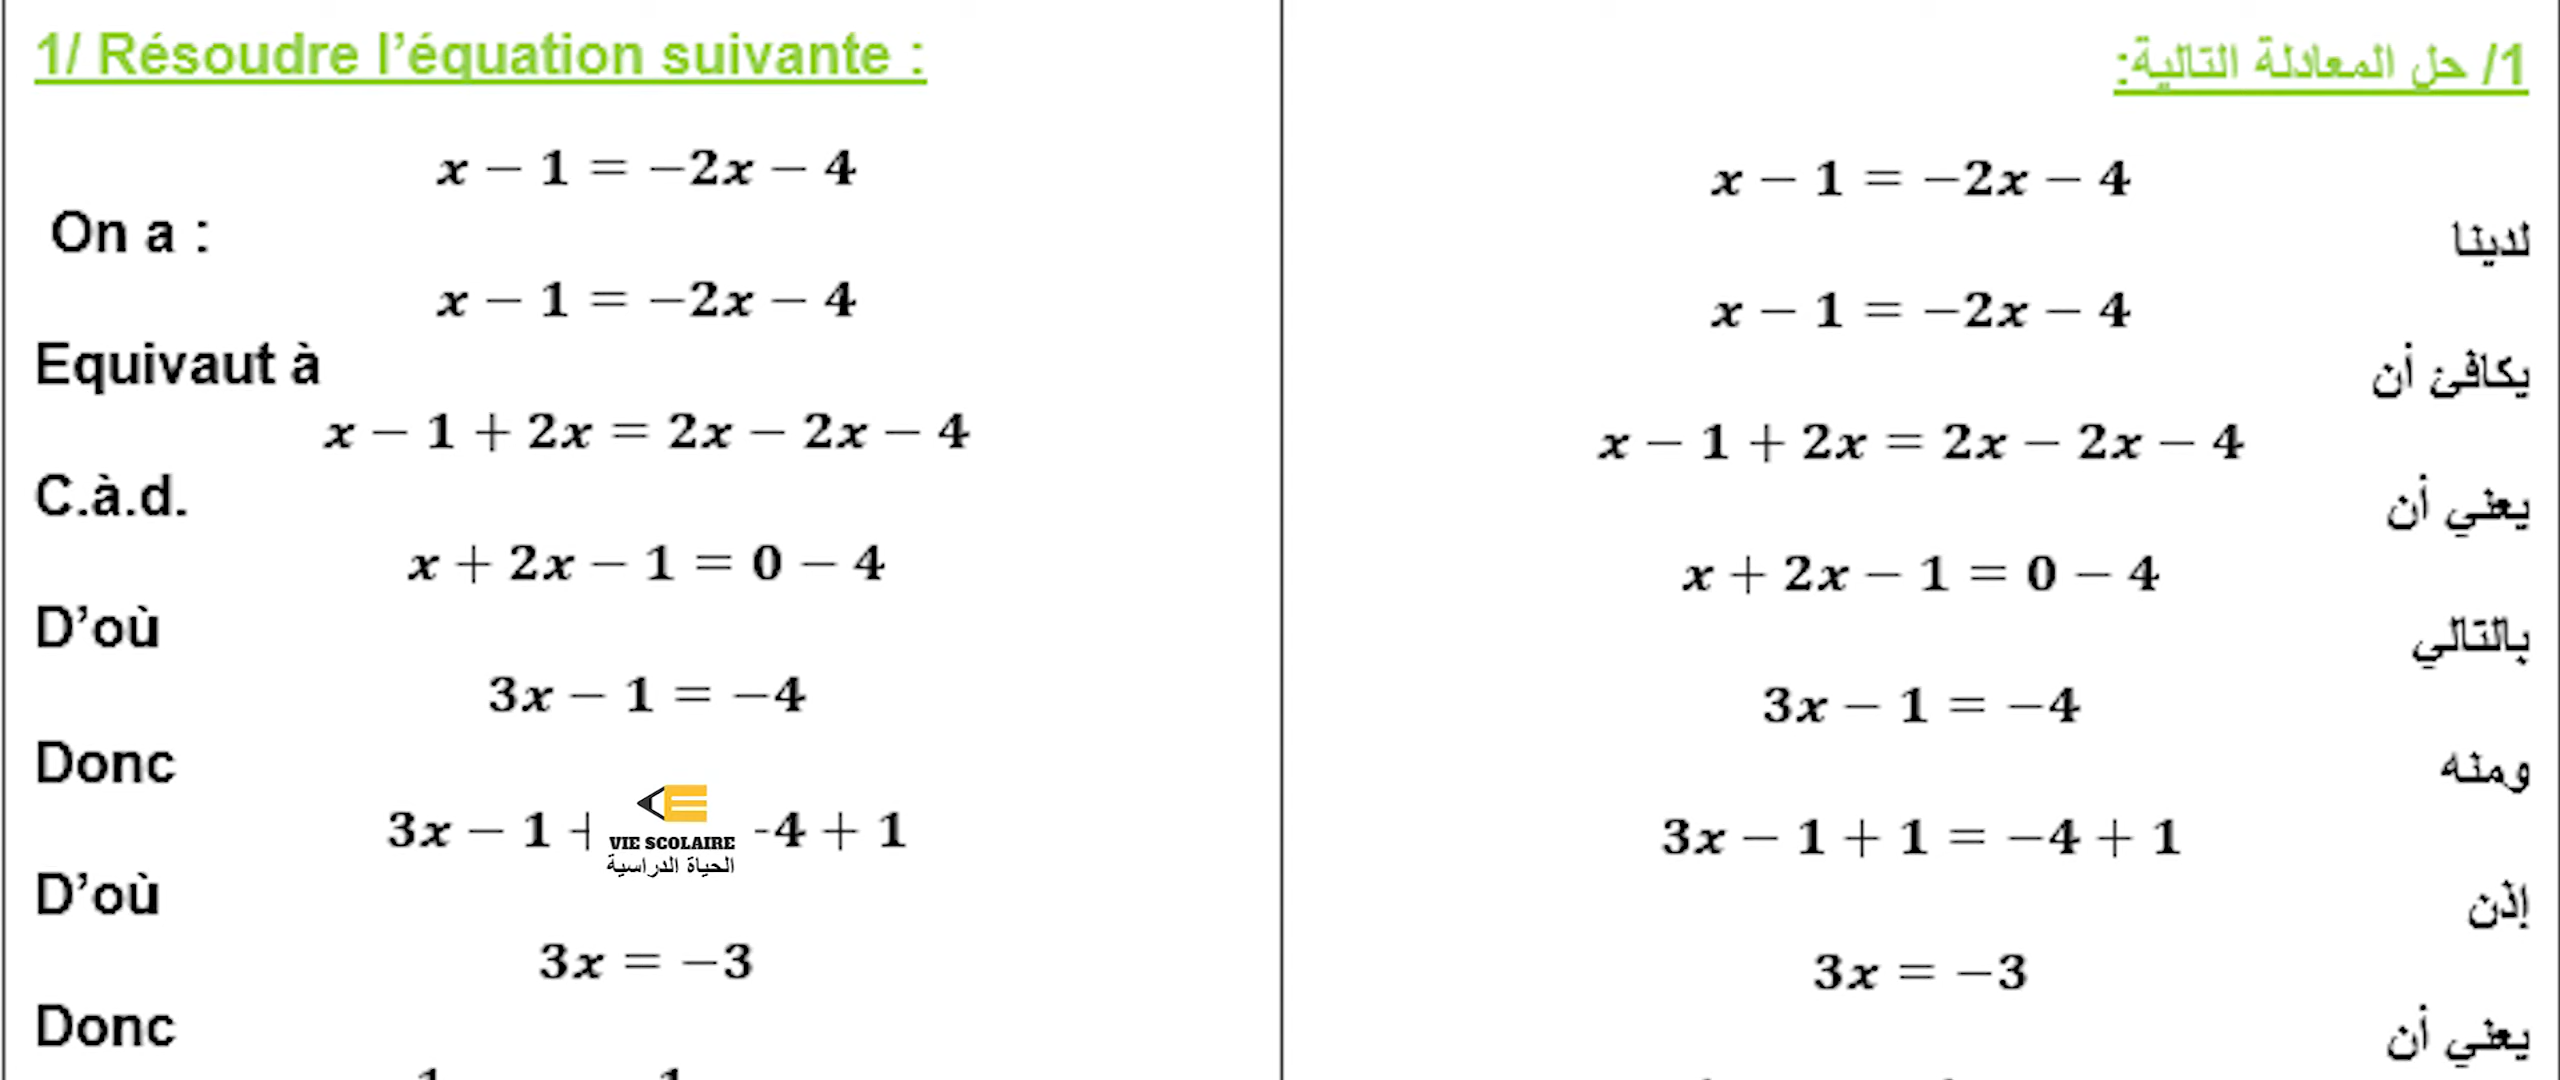 1/ Résoudre l’équation suivante :
x − 1 = −2x − 4
On a :
x − 1 = −2x − 4
Equivaut à
x − 1 + 2x = 2x − 2x − 4
C.à.d.
x + 2x − 1 = 0 − 4
D’où
3x − 1 = −4
Donc
3x − 1 + -4 + 1
VIE SCOLAIRE
الحياة الدراسية
D’où
3x = −3
Donc
1/ حل المعادلة التالية:
x − 1 = −2x − 4
لدينا
x − 1 = −2x − 4
يكافئ أن
x − 1 + 2x = 2x − 2x − 4
يعني أن
x + 2x − 1 = 0 − 4
بالتالي
3x − 1 = −4
ومنه
3x − 1 + 1 = −4 + 1
إذن
3x = −3
يعني أن